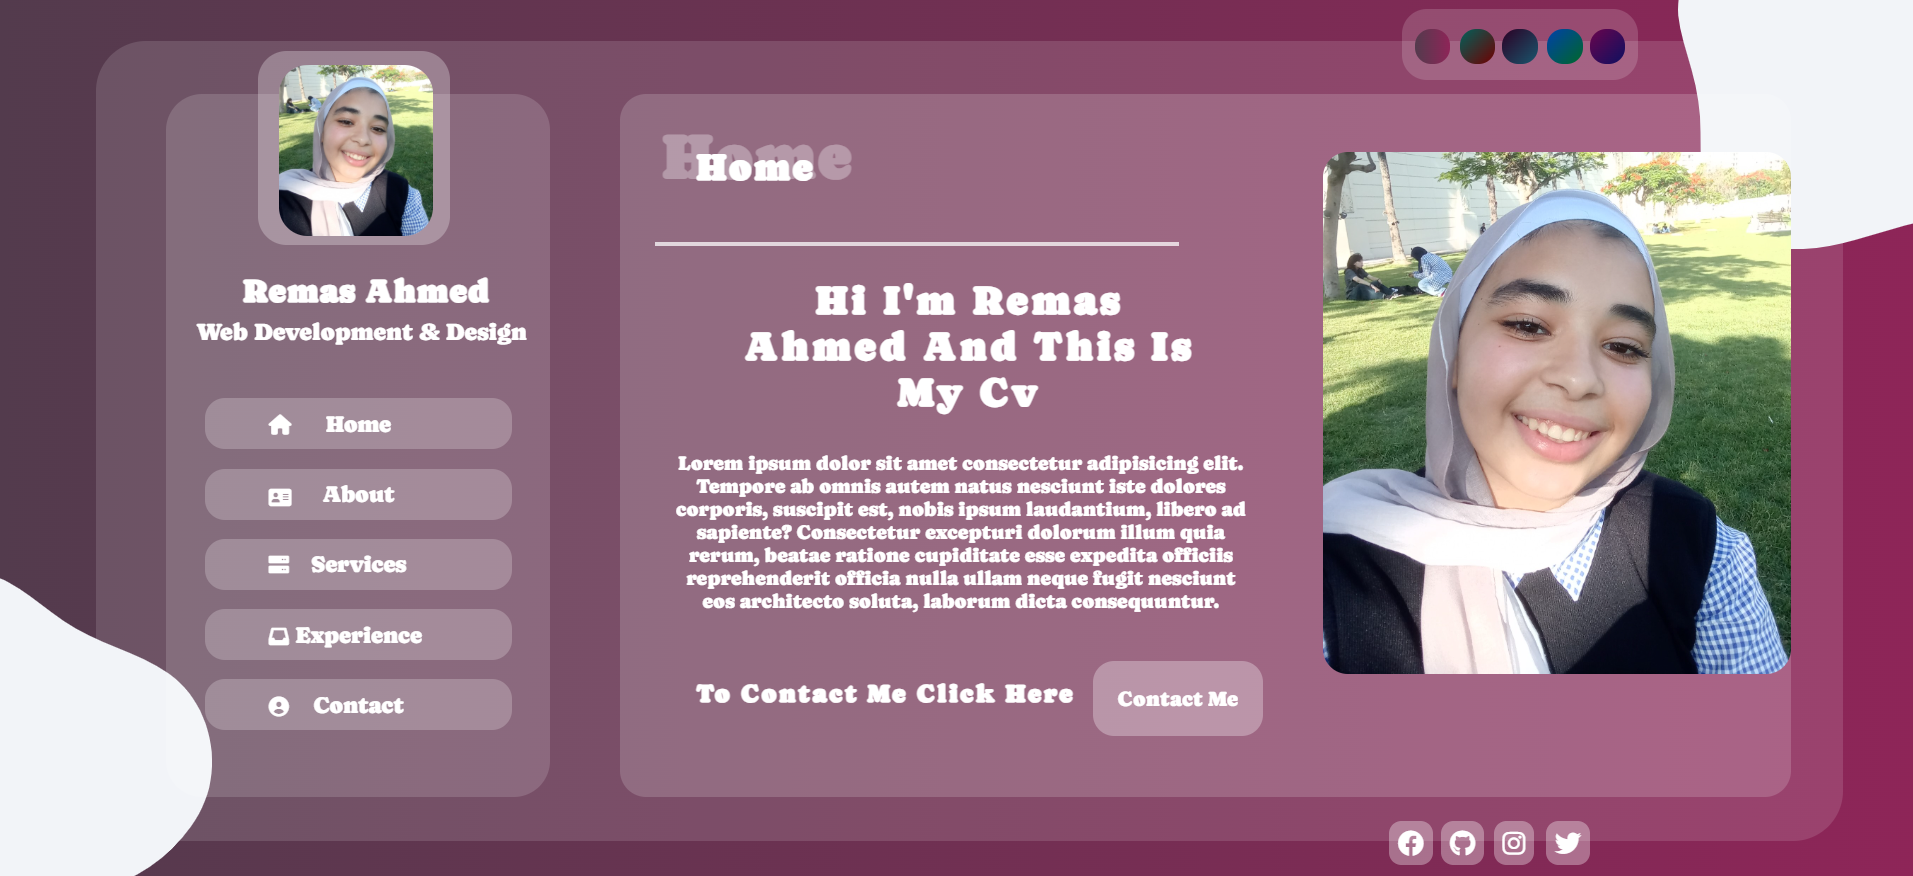 Remas Ahmed
Web Development & Design
Home
About
Services
Experience
Contact
Home
Home
Hi I'm Remas
Ahmed And This Is
My Cv
Lorem ipsum dolor sit amet consectetur adipisicing elit.
Tempore ab omnis autem natus nesciunt iste dolores
corporis, suscipit est, nobis ipsum laudantium, libero ad
sapiente? Consectetur excepturi dolorum illum quia
rerum, beatae ratione cupiditate esse expedita officiis
reprehenderit officia nulla ullam neque fugit nesciunt
eos architecto soluta, laborum dicta consequuntur.
To Contact Me Click Here
Contact Me